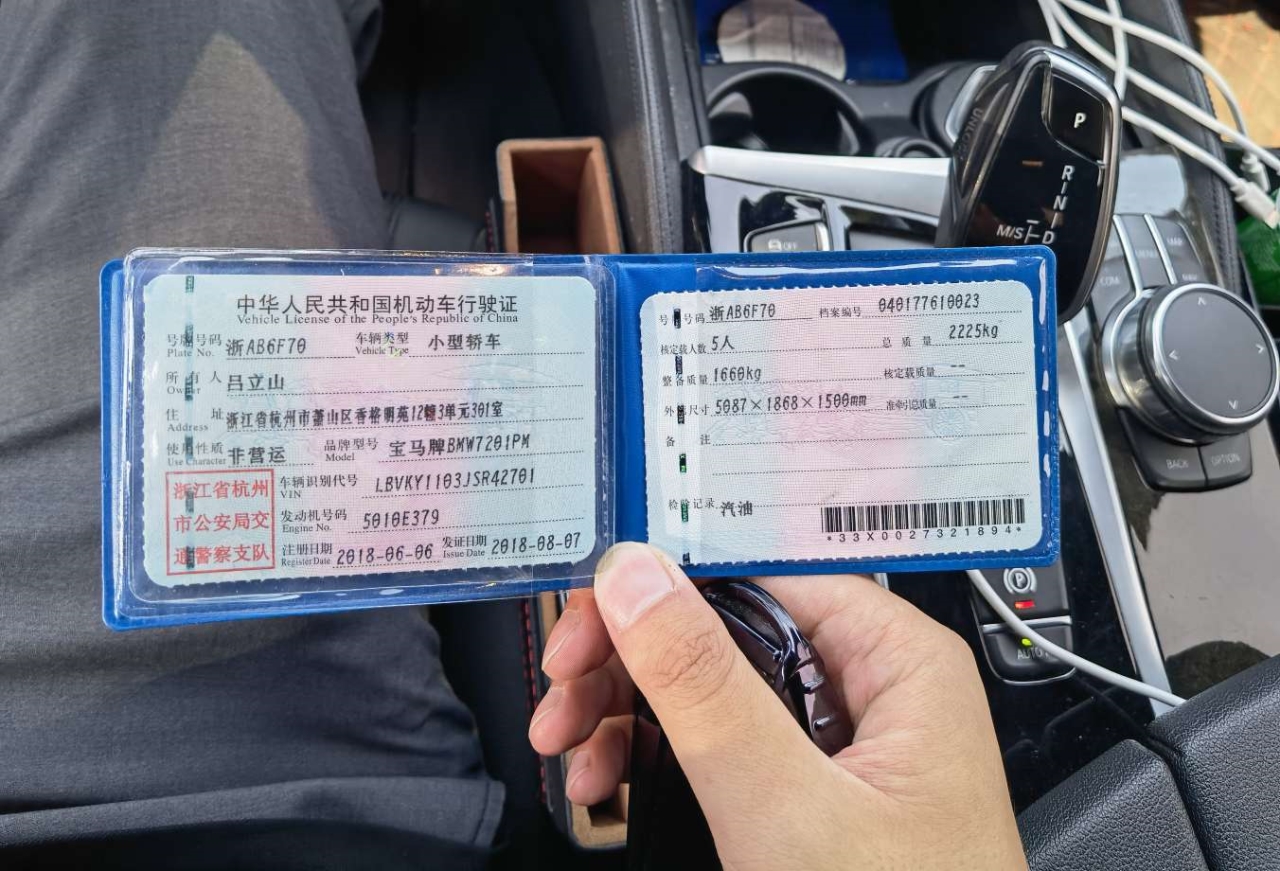 中华人民共和国机动车行驶证
Vehicle License of the People's Republic of China
号牌号码 浙AB6F70 车辆类型 小型轿车
Plate No. Vehicle Type
所有人 吕立山
Owner
住址 浙江省杭州市萧山区香榕明苑12幢3单元301室
Address
使用性质 非营运 品牌型号 宝马牌BMW7201PM
Use Character Model
浙江省杭州
市公安局交
通警察支队
车辆识别代号 LBVKY1103JSR42701
VIN
发动机号码 5010E379
Engine No.
注册日期 2018-06-06 发证日期 2018-08-07
Register Date Issue Date
号牌号码 浙AB6F70 档案编号 040177610023
核定载人数 5人 总质量 2225kg
整备质量 1660kg 核定载质量 --
外廓尺寸 5087×1868×1500mm 准牵引总质量 --
备注
检验记录 汽油
*33X0027321894*
P
R
N
M/S D
OFF
COM
MENU
MAP
NAV
BACK
OPTION
P
AUTO